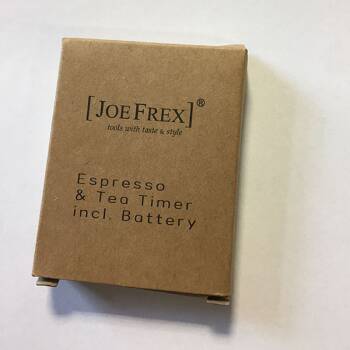 [JOEFREX]®
tools with taste & style
Espresso
& Tea Timer
incl. Battery